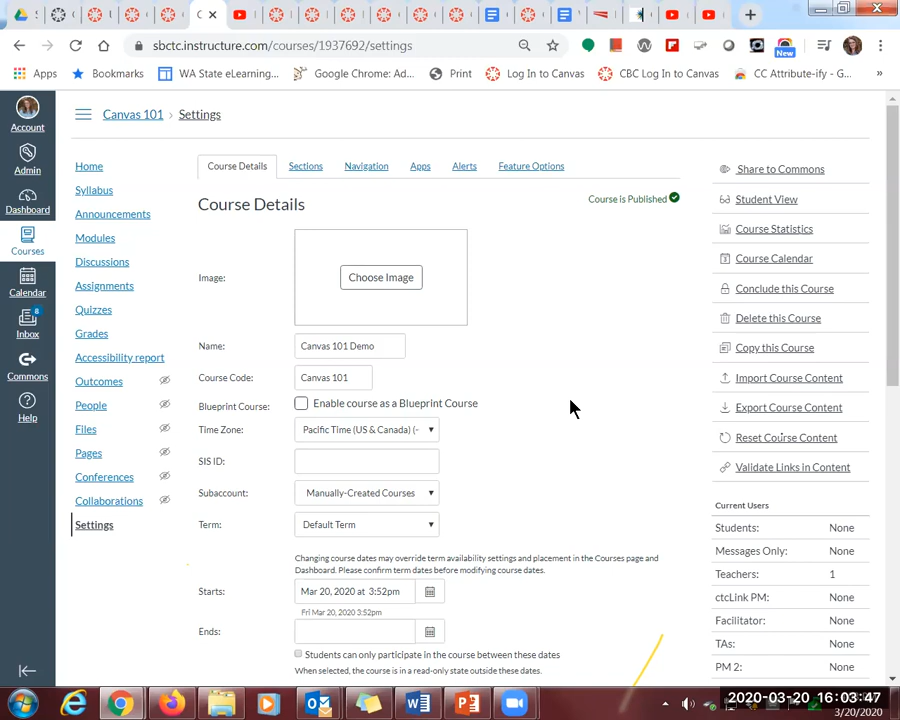 C
sbctc.instructure.com/courses/1937692/settings
New
Apps
Bookmarks
WA State eLearning...
Google Chrome: Ad...
Print
Log In to Canvas
CBC Log In to Canvas
CC Attribute-ify - G...
»
Account
Admin
Dashboard
Courses
Calendar
8
Inbox
Commons
Help
Canvas 101 › Settings
Home
Syllabus
Announcements
Modules
Discussions
Assignments
Quizzes
Grades
Accessibility report
Outcomes
People
Files
Pages
Conferences
Collaborations
Settings
Course Details
Sections
Navigation
Apps
Alerts
Feature Options
Course Details
Course is Published
Image:
Choose Image
Name:
Canvas 101 Demo
Course Code:
Canvas 101
Blueprint Course:
Enable course as a Blueprint Course
Time Zone:
Pacific Time (US & Canada) (-
SIS ID:
Subaccount:
Manually-Created Courses
Term:
Default Term
Changing course dates may override term availability settings and placement in the Courses page and
Dashboard. Please confirm term dates before modifying course dates.
Starts:
Mar 20, 2020 at 3:52pm
Fri Mar 20, 2020 3:52pm
Ends:
Students can only participate in the course between these dates
When selected, the course is in a read-only state outside these dates.
Share to Commons
Student View
Course Statistics
Course Calendar
Conclude this Course
Delete this Course
Copy this Course
Import Course Content
Export Course Content
Reset Course Content
Validate Links in Content
Current Users
Students: None
Messages Only: None
Teachers: 1
ctcLink PM: None
Facilitator: None
TAs: None
PM 2: None
2020-03-20 16:03:47
3/20/2020